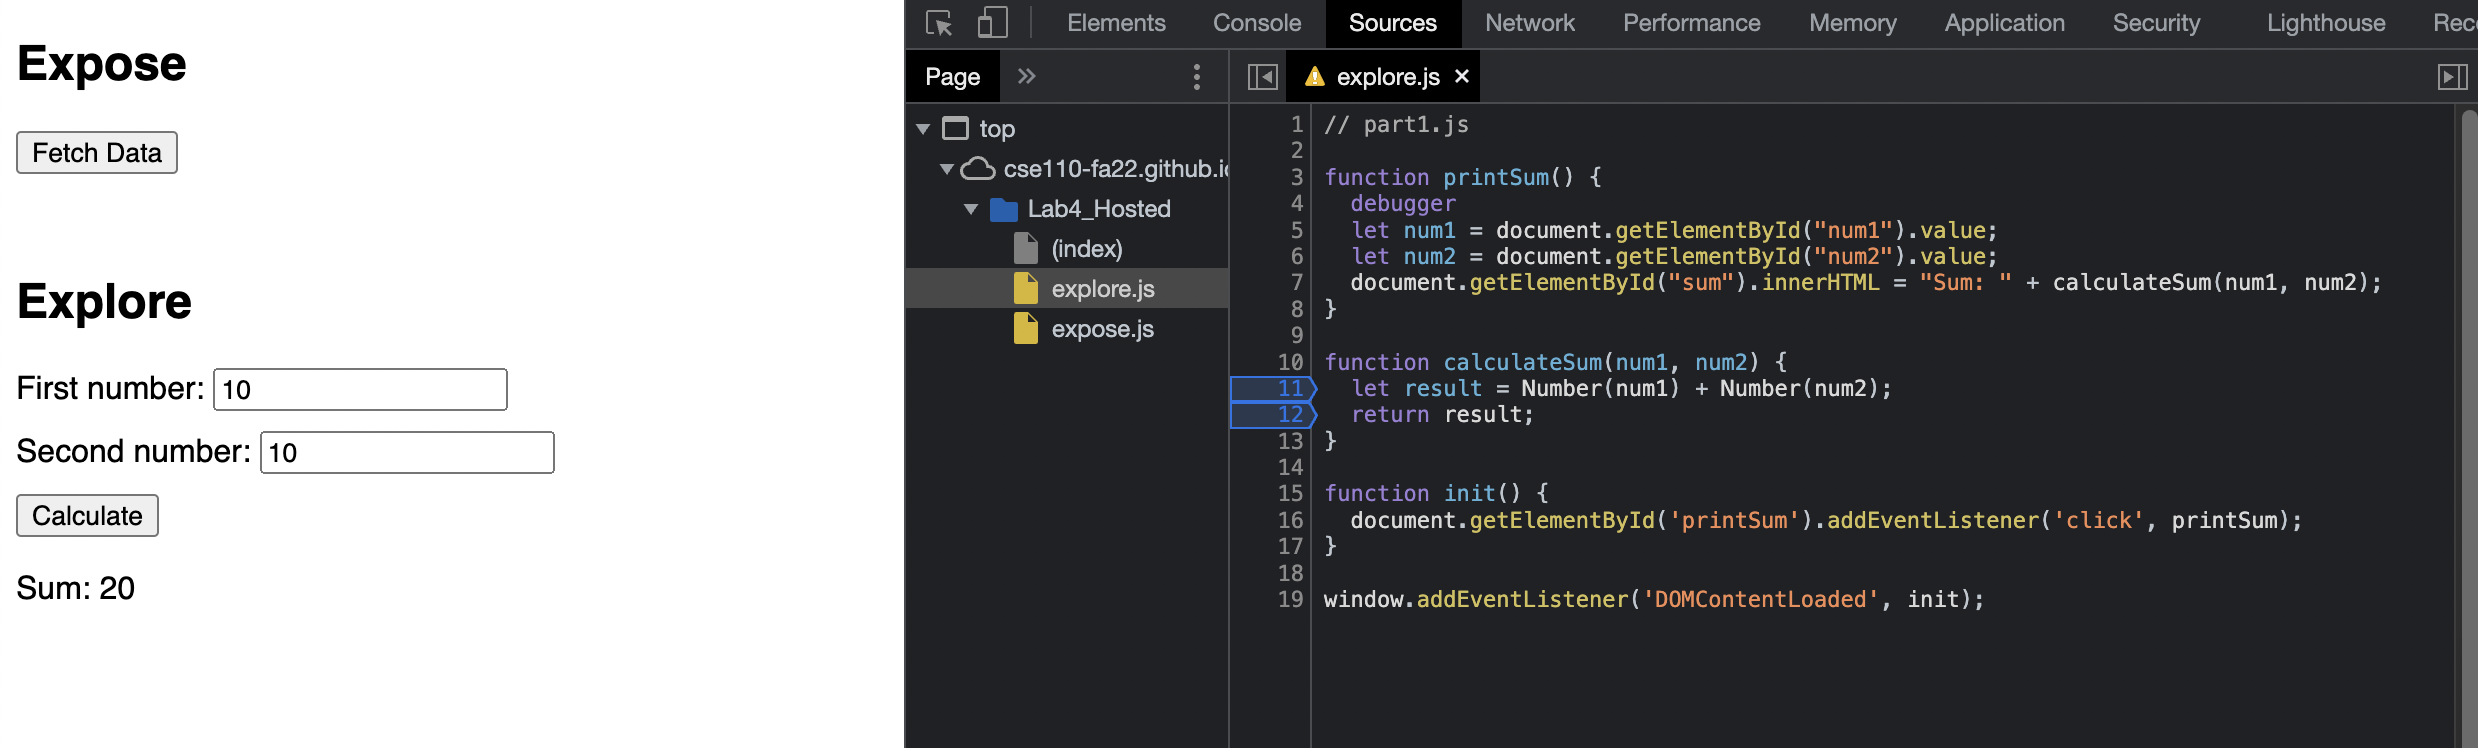 Expose
Fetch Data
Explore
First number: 10
Second number: 10
Calculate
Sum: 20
Elements Console Sources Network Performance Memory Application Security Lighthouse Rec
Page
explore.js
top
cse110-fa22.github.io
Lab4_Hosted
(index)
explore.js
expose.js
1 // part1.js
2
3 function printSum() {
4   debugger
5   let num1 = document.getElementById("num1").value;
6   let num2 = document.getElementById("num2").value;
7   document.getElementById("sum").innerHTML = "Sum: " + calculateSum(num1, num2);
8 }
9
10 function calculateSum(num1, num2) {
11   let result = Number(num1) + Number(num2);
12   return result;
13 }
14
15 function init() {
16   document.getElementById('printSum').addEventListener('click', printSum);
17 }
18
19 window.addEventListener('DOMContentLoaded', init);